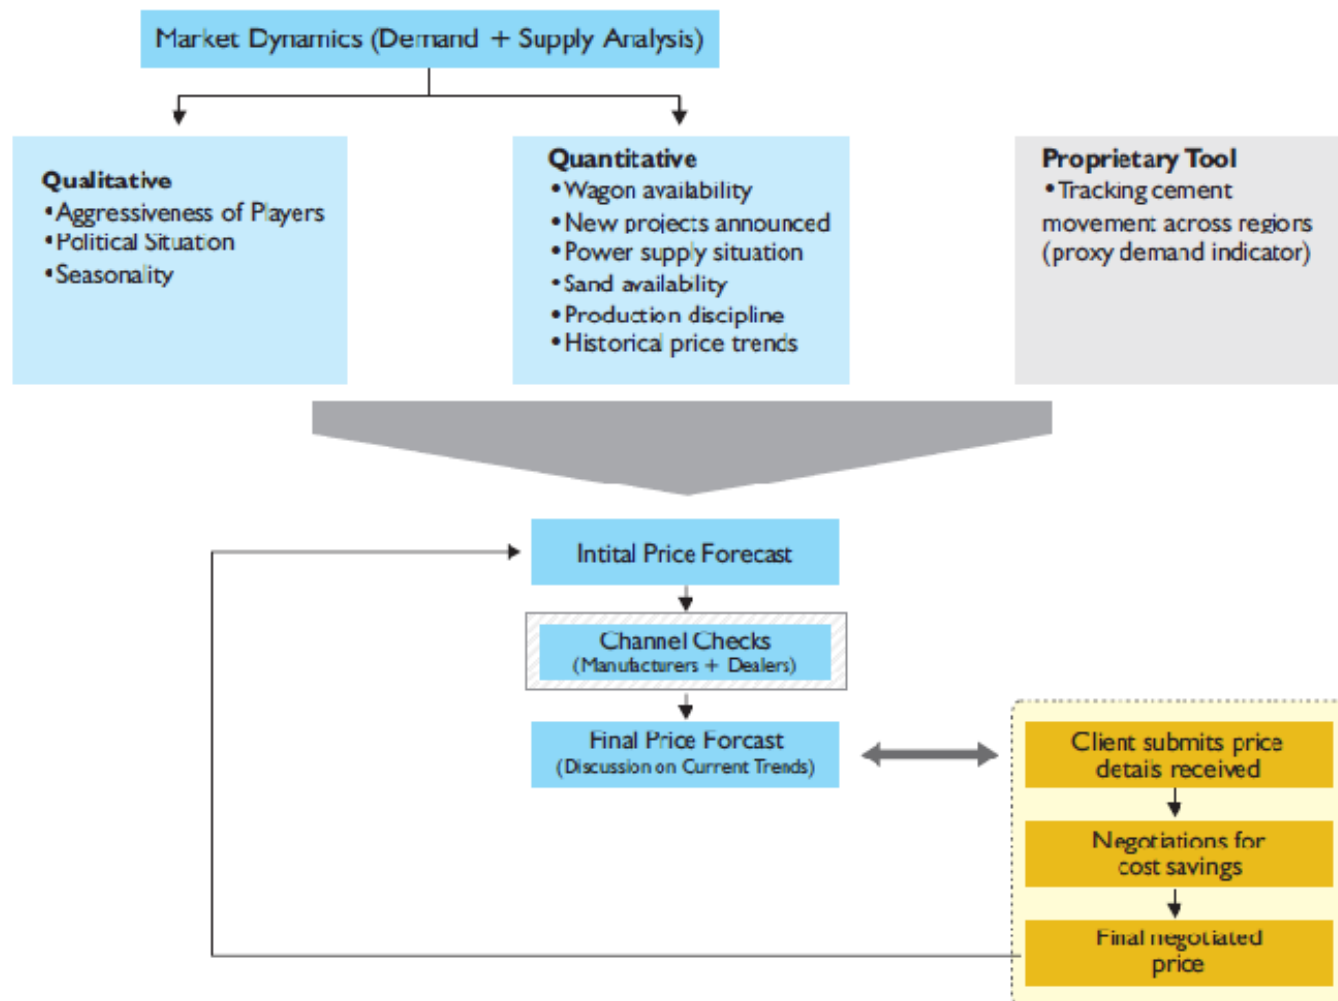 Market Dynamics (Demand + Supply Analysis)
Qualitative
•Aggressiveness of Players
•Political Situation
•Seasonality
Quantitative
•Wagon availability
•New projects announced
•Power supply situation
•Sand availability
•Production discipline
•Historical price trends
Proprietary Tool
•Tracking cement
movement across regions
(proxy demand indicator)
Intital Price Forecast
Channel Checks
(Manufacturers + Dealers)
Final Price Forcast
(Discussion on Current Trends)
Client submits price
details received
Negotiations for
cost savings
Final negotiated
price